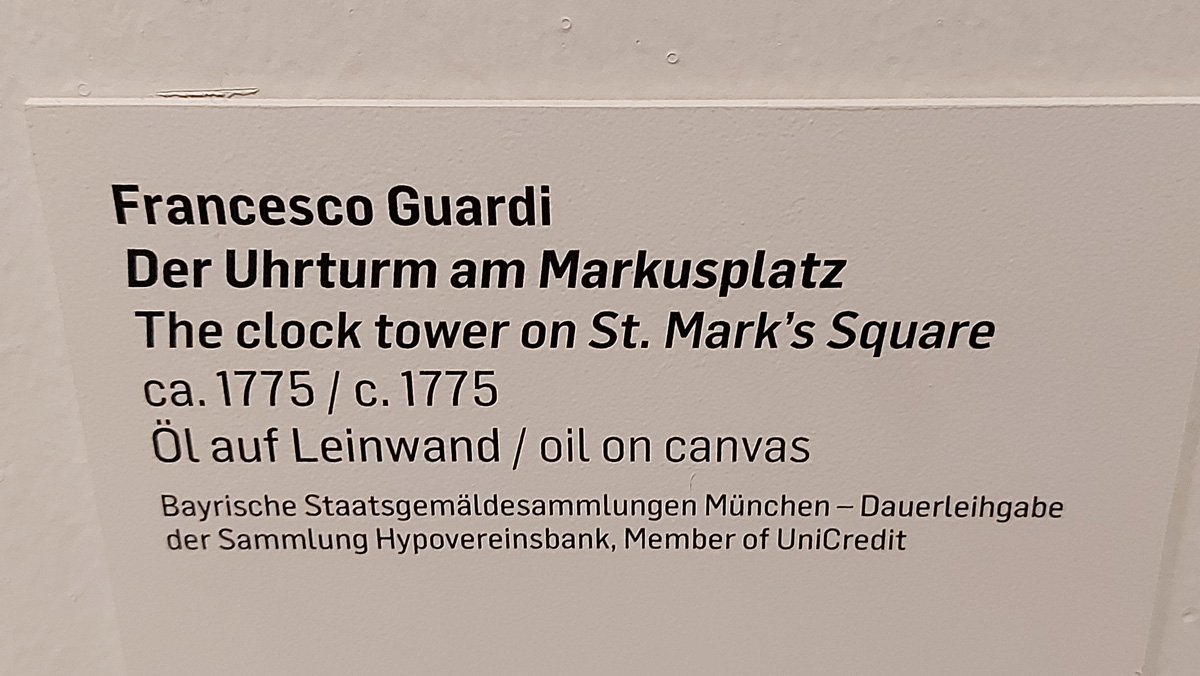 Francesco Guardi
Der Uhrturm am Markusplatz
The clock tower on St. Mark’s Square
ca. 1775 / c. 1775
Öl auf Leinwand / oil on canvas
Bayrische Staatsgemäldesammlungen München – Dauerleihgabe
der Sammlung Hypovereinsbank, Member of UniCredit